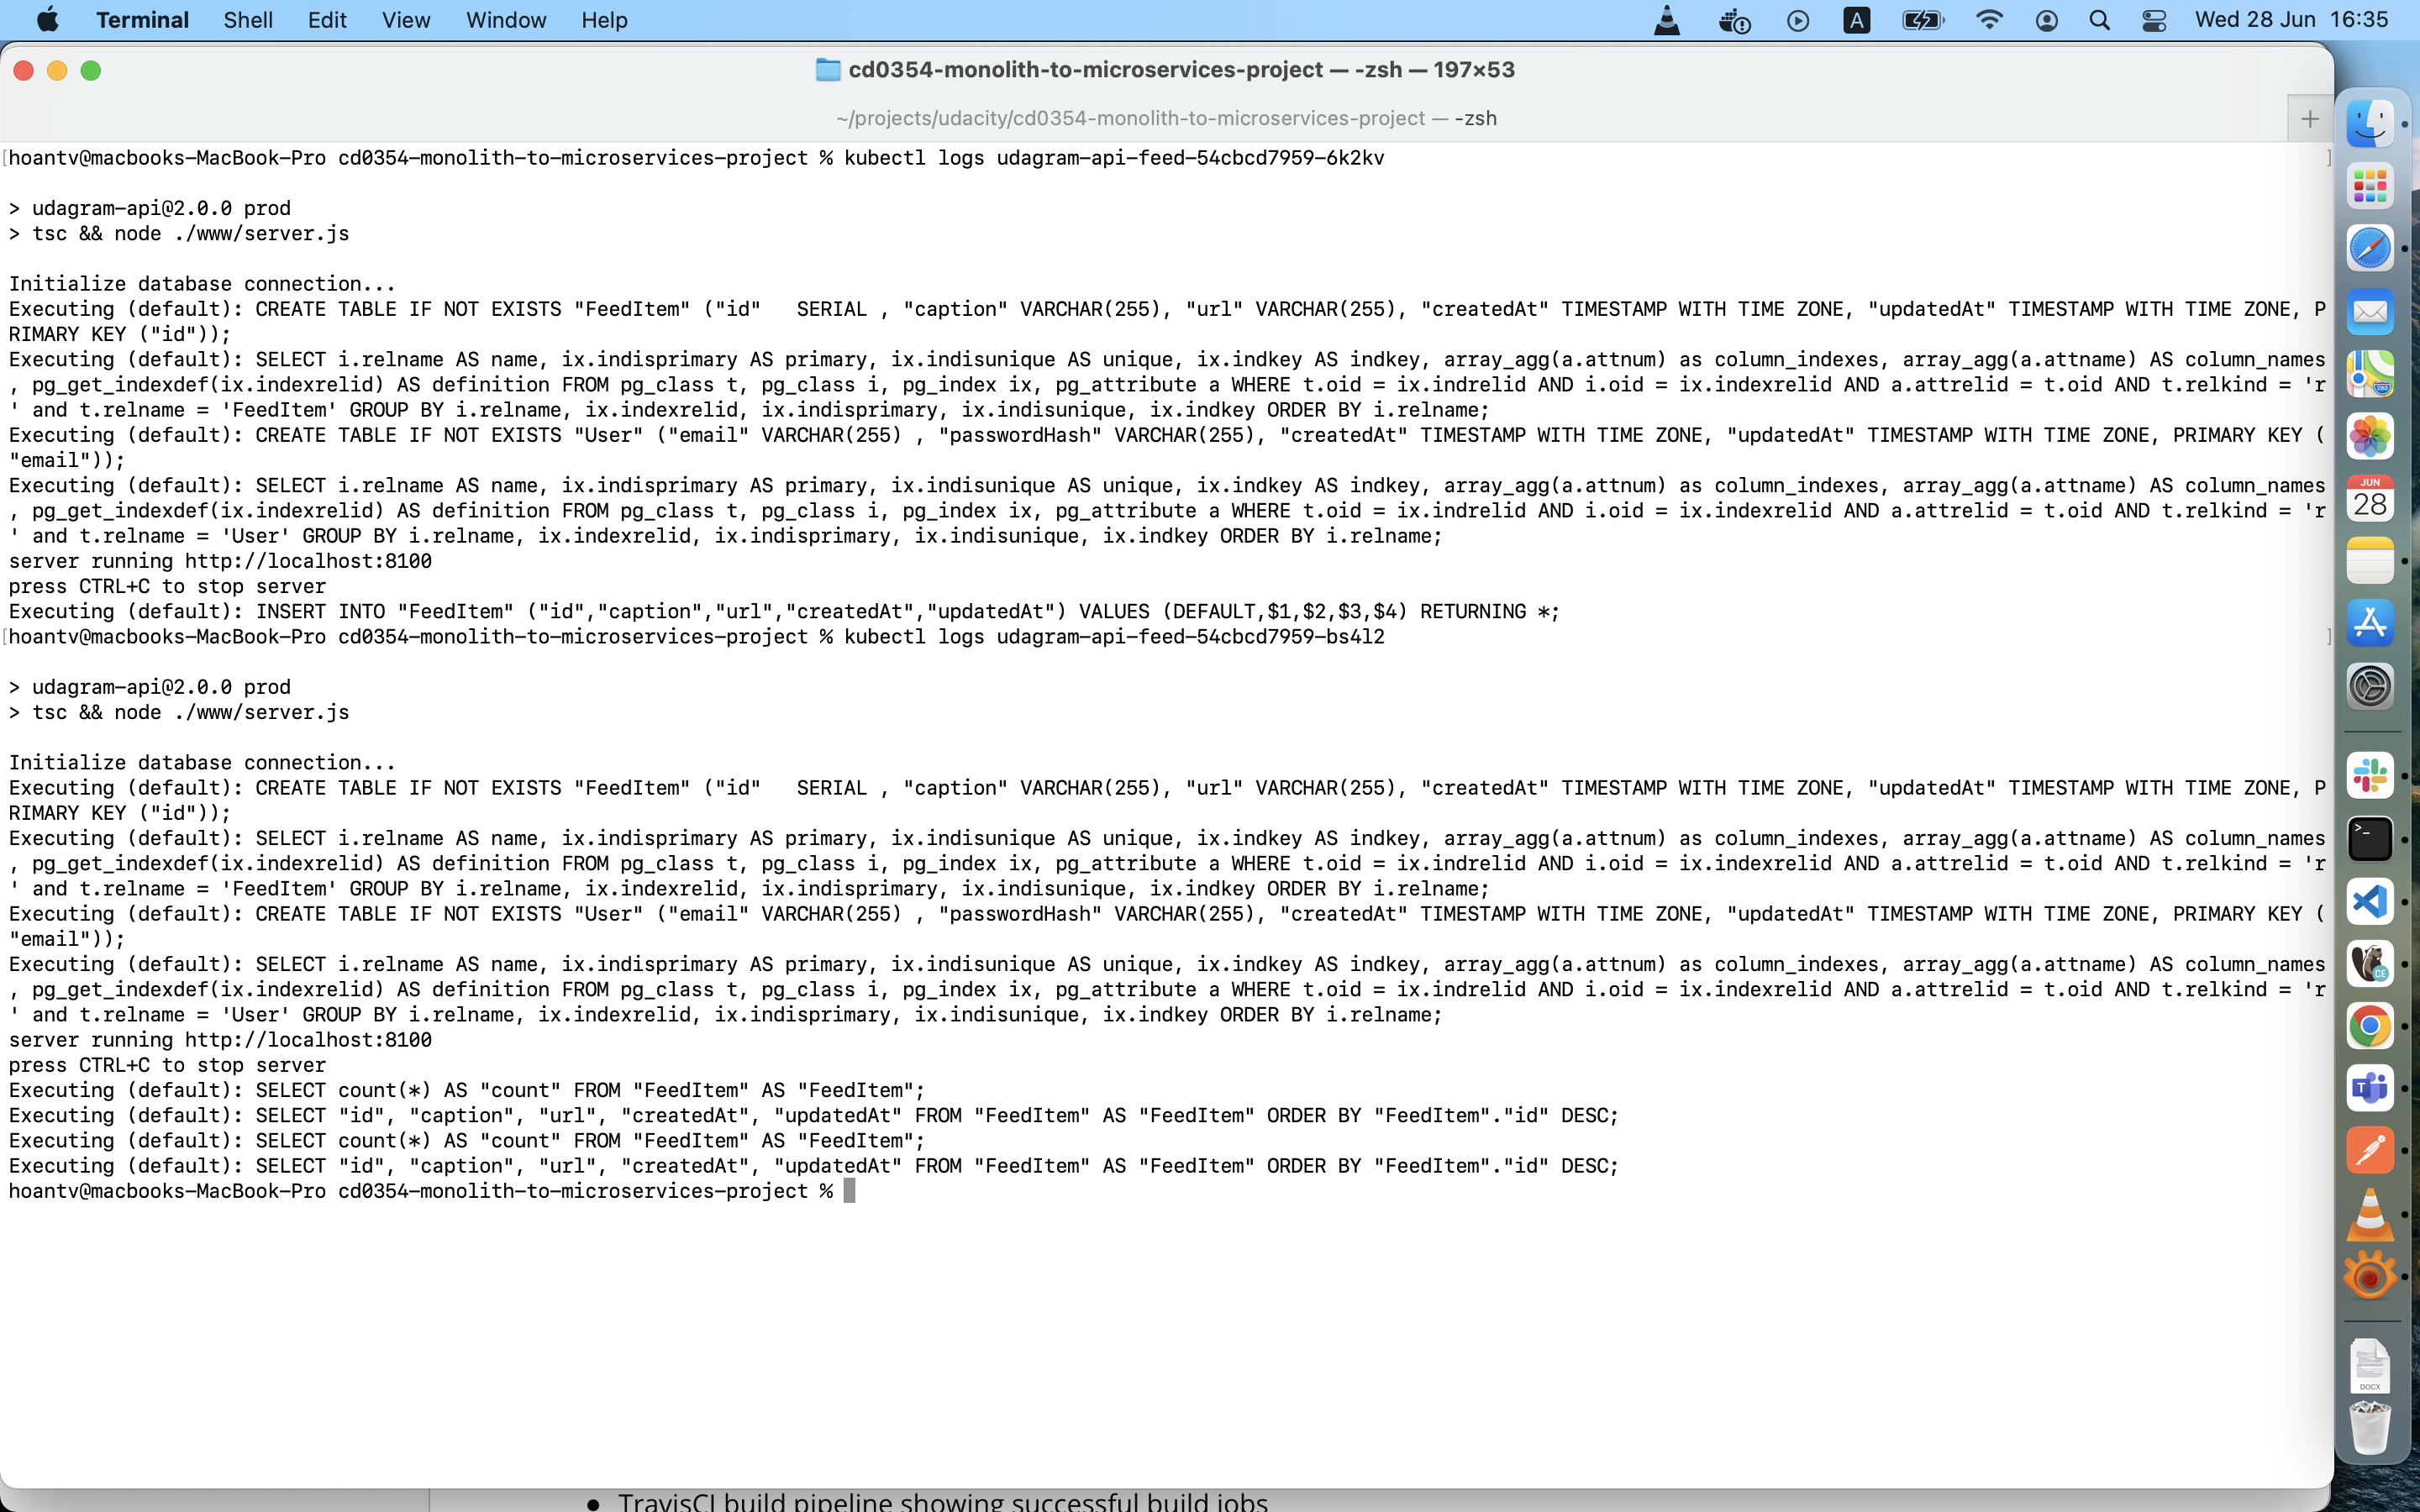 Terminal Shell Edit View Window Help A Wed 28 Jun 16:35
cd0354-monolith-to-microservices-project — -zsh — 197×53
~/projects/udacity/cd0354-monolith-to-microservices-project — -zsh
[hoantv@macbooks-MacBook-Pro cd0354-monolith-to-microservices-project % kubectl logs udagram-api-feed-54cbcd7959-6k2kv ]
> udagram-api@2.0.0 prod
> tsc && node ./www/server.js
Initialize database connection...
Executing (default): CREATE TABLE IF NOT EXISTS "FeedItem" ("id"   SERIAL , "caption" VARCHAR(255), "url" VARCHAR(255), "createdAt" TIMESTAMP WITH TIME ZONE, "updatedAt" TIMESTAMP WITH TIME ZONE, P
RIMARY KEY ("id"));
Executing (default): SELECT i.relname AS name, ix.indisprimary AS primary, ix.indisunique AS unique, ix.indkey AS indkey, array_agg(a.attnum) as column_indexes, array_agg(a.attname) AS column_names
, pg_get_indexdef(ix.indexrelid) AS definition FROM pg_class t, pg_class i, pg_index ix, pg_attribute a WHERE t.oid = ix.indrelid AND i.oid = ix.indexrelid AND a.attrelid = t.oid AND t.relkind = 'r
' and t.relname = 'FeedItem' GROUP BY i.relname, ix.indexrelid, ix.indisprimary, ix.indisunique, ix.indkey ORDER BY i.relname;
Executing (default): CREATE TABLE IF NOT EXISTS "User" ("email" VARCHAR(255) , "passwordHash" VARCHAR(255), "createdAt" TIMESTAMP WITH TIME ZONE, "updatedAt" TIMESTAMP WITH TIME ZONE, PRIMARY KEY (
"email"));
Executing (default): SELECT i.relname AS name, ix.indisprimary AS primary, ix.indisunique AS unique, ix.indkey AS indkey, array_agg(a.attnum) as column_indexes, array_agg(a.attname) AS column_names
, pg_get_indexdef(ix.indexrelid) AS definition FROM pg_class t, pg_class i, pg_index ix, pg_attribute a WHERE t.oid = ix.indrelid AND i.oid = ix.indexrelid AND a.attrelid = t.oid AND t.relkind = 'r
' and t.relname = 'User' GROUP BY i.relname, ix.indexrelid, ix.indisprimary, ix.indisunique, ix.indkey ORDER BY i.relname;
server running http://localhost:8100
press CTRL+C to stop server
Executing (default): INSERT INTO "FeedItem" ("id","caption","url","createdAt","updatedAt") VALUES (DEFAULT,$1,$2,$3,$4) RETURNING *;
[hoantv@macbooks-MacBook-Pro cd0354-monolith-to-microservices-project % kubectl logs udagram-api-feed-54cbcd7959-bs4l2 ]
> udagram-api@2.0.0 prod
> tsc && node ./www/server.js
Initialize database connection...
Executing (default): CREATE TABLE IF NOT EXISTS "FeedItem" ("id"   SERIAL , "caption" VARCHAR(255), "url" VARCHAR(255), "createdAt" TIMESTAMP WITH TIME ZONE, "updatedAt" TIMESTAMP WITH TIME ZONE, P
RIMARY KEY ("id"));
Executing (default): SELECT i.relname AS name, ix.indisprimary AS primary, ix.indisunique AS unique, ix.indkey AS indkey, array_agg(a.attnum) as column_indexes, array_agg(a.attname) AS column_names
, pg_get_indexdef(ix.indexrelid) AS definition FROM pg_class t, pg_class i, pg_index ix, pg_attribute a WHERE t.oid = ix.indrelid AND i.oid = ix.indexrelid AND a.attrelid = t.oid AND t.relkind = 'r
' and t.relname = 'FeedItem' GROUP BY i.relname, ix.indexrelid, ix.indisprimary, ix.indisunique, ix.indkey ORDER BY i.relname;
Executing (default): CREATE TABLE IF NOT EXISTS "User" ("email" VARCHAR(255) , "passwordHash" VARCHAR(255), "createdAt" TIMESTAMP WITH TIME ZONE, "updatedAt" TIMESTAMP WITH TIME ZONE, PRIMARY KEY (
"email"));
Executing (default): SELECT i.relname AS name, ix.indisprimary AS primary, ix.indisunique AS unique, ix.indkey AS indkey, array_agg(a.attnum) as column_indexes, array_agg(a.attname) AS column_names
, pg_get_indexdef(ix.indexrelid) AS definition FROM pg_class t, pg_class i, pg_index ix, pg_attribute a WHERE t.oid = ix.indrelid AND i.oid = ix.indexrelid AND a.attrelid = t.oid AND t.relkind = 'r
' and t.relname = 'User' GROUP BY i.relname, ix.indexrelid, ix.indisprimary, ix.indisunique, ix.indkey ORDER BY i.relname;
server running http://localhost:8100
press CTRL+C to stop server
Executing (default): SELECT count(*) AS "count" FROM "FeedItem" AS "FeedItem";
Executing (default): SELECT "id", "caption", "url", "createdAt", "updatedAt" FROM "FeedItem" AS "FeedItem" ORDER BY "FeedItem"."id" DESC;
Executing (default): SELECT count(*) AS "count" FROM "FeedItem" AS "FeedItem";
Executing (default): SELECT "id", "caption", "url", "createdAt", "updatedAt" FROM "FeedItem" AS "FeedItem" ORDER BY "FeedItem"."id" DESC;
hoantv@macbooks-MacBook-Pro cd0354-monolith-to-microservices-project %
JUN
28
CE
DOCX
• TravisCI build pipeline showing successful build jobs